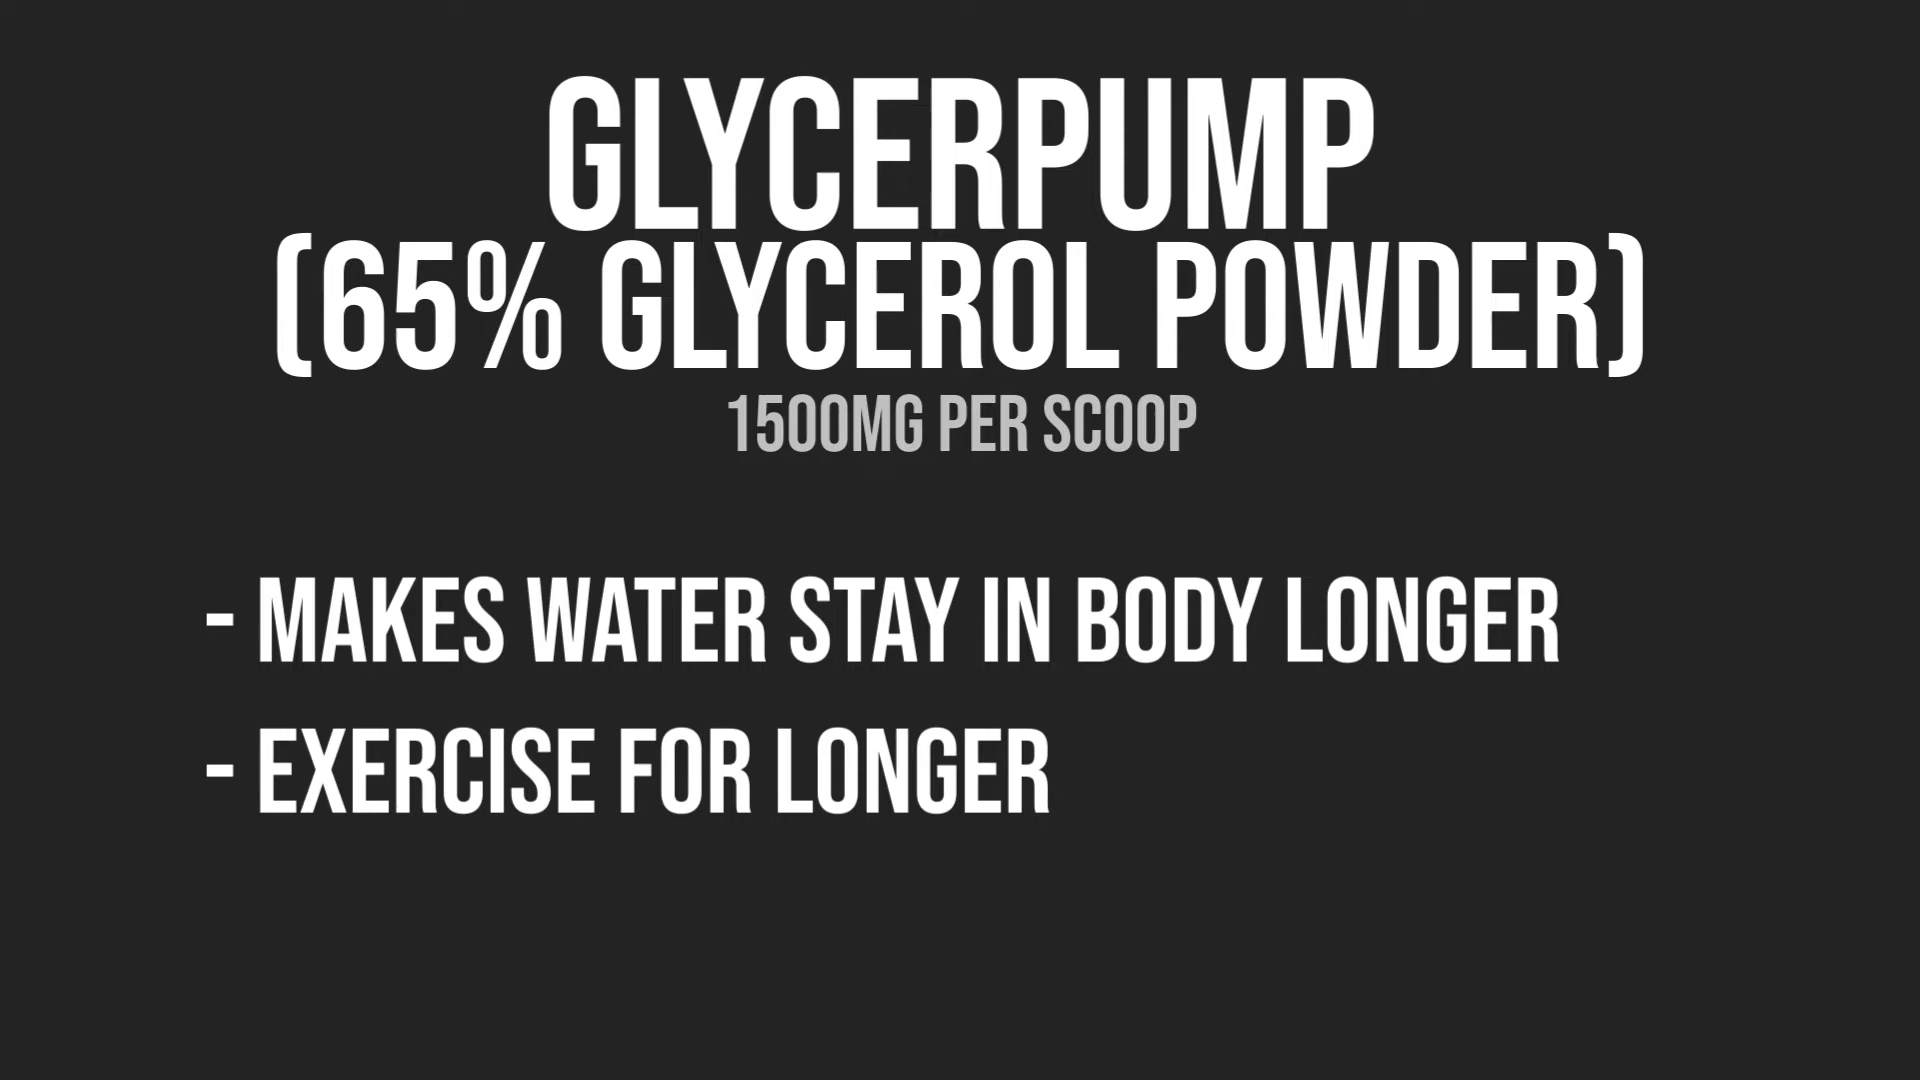 GLYCERPUMP
(65% GLYCEROL POWDER)
1500MG PER SCOOP
- MAKES WATER STAY IN BODY LONGER
- EXERCISE FOR LONGER